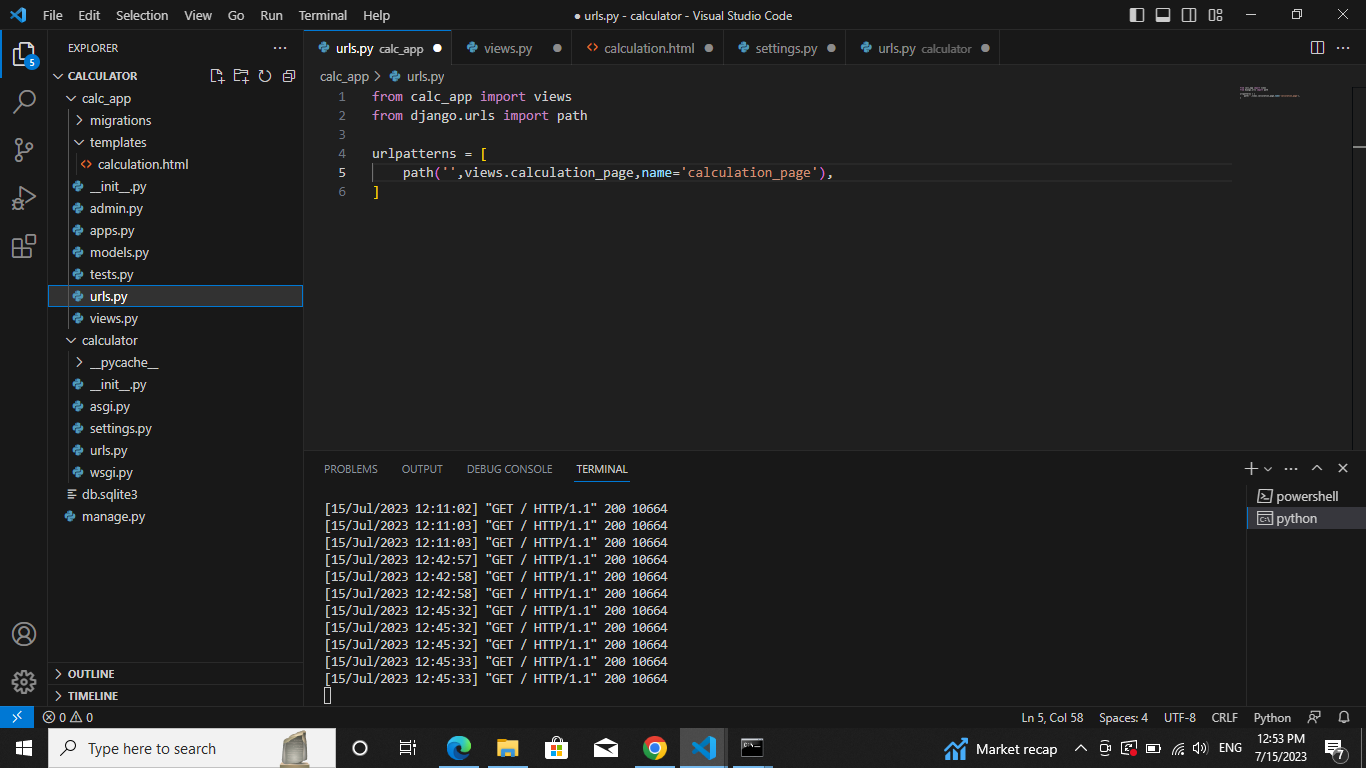 File Edit Selection View Go Run Terminal Help
● urls.py - calculator - Visual Studio Code
5
EXPLORER
CALCULATOR
calc_app
migrations
templates
calculation.html
__init__.py
admin.py
apps.py
models.py
tests.py
urls.py
views.py
calculator
__pycache__
__init__.py
asgi.py
settings.py
urls.py
wsgi.py
db.sqlite3
manage.py
OUTLINE
TIMELINE
urls.py calc_app ● views.py ● calculation.html ● settings.py ● urls.py calculator ●
calc_app > urls.py
1 from calc_app import views
2 from django.urls import path
3
4 urlpatterns = [
5 path('',views.calculation_page,name='calculation_page'),
6 ]
PROBLEMS OUTPUT DEBUG CONSOLE TERMINAL
[15/Jul/2023 12:11:02] "GET / HTTP/1.1" 200 10664
[15/Jul/2023 12:11:03] "GET / HTTP/1.1" 200 10664
[15/Jul/2023 12:11:03] "GET / HTTP/1.1" 200 10664
[15/Jul/2023 12:42:57] "GET / HTTP/1.1" 200 10664
[15/Jul/2023 12:42:58] "GET / HTTP/1.1" 200 10664
[15/Jul/2023 12:42:58] "GET / HTTP/1.1" 200 10664
[15/Jul/2023 12:45:32] "GET / HTTP/1.1" 200 10664
[15/Jul/2023 12:45:32] "GET / HTTP/1.1" 200 10664
[15/Jul/2023 12:45:32] "GET / HTTP/1.1" 200 10664
[15/Jul/2023 12:45:33] "GET / HTTP/1.1" 200 10664
[15/Jul/2023 12:45:33] "GET / HTTP/1.1" 200 10664
powershell
python
0 0
Ln 5, Col 58 Spaces: 4 UTF-8 CRLF Python
Type here to search
Market recap
ENG
12:53 PM
7/15/2023
7